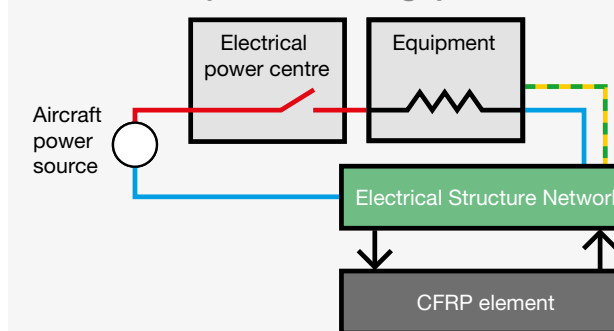 Electrical
power centre
Equipment
Aircraft
power
source
Electrical Structure Network
CFRP element